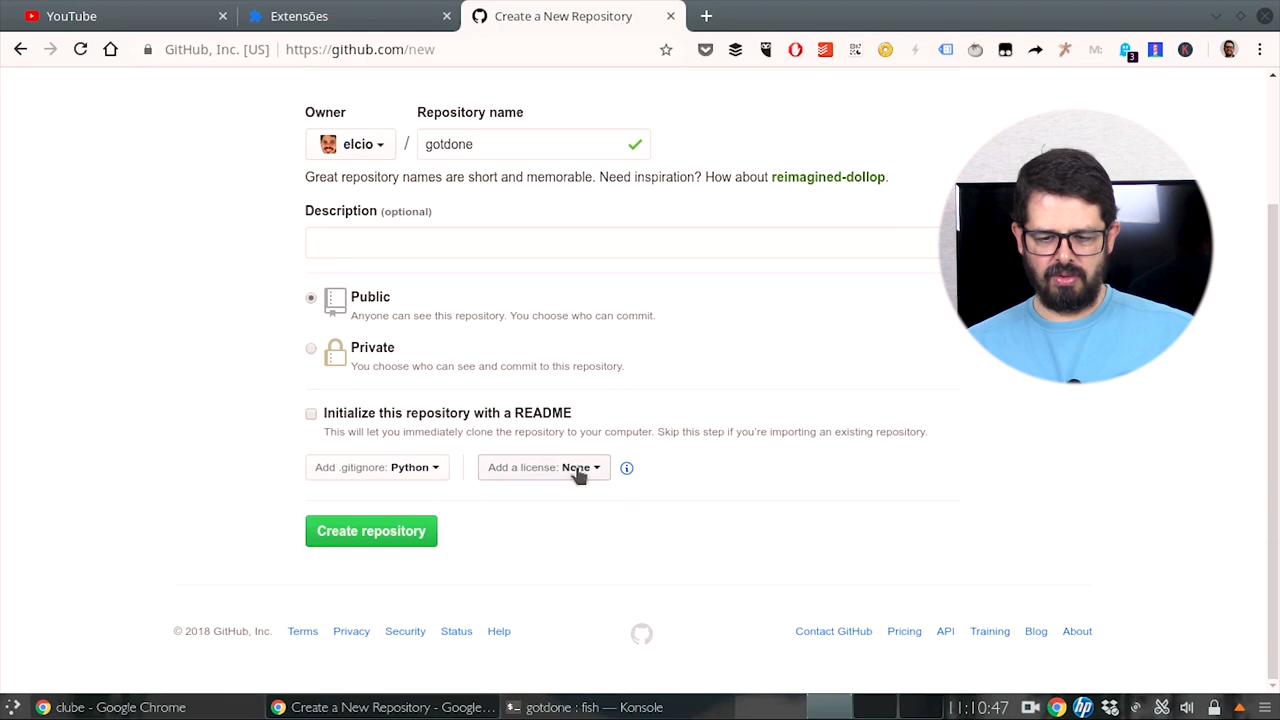 YouTube
Extensões
Create a New Repository
GitHub, Inc. [US]
https://github.com/new
M:
K
3
Owner
Repository name
elcio
/
gotdone
Great repository names are short and memorable. Need inspiration? How about reimagined-dollop.
Description (optional)
Public
Anyone can see this repository. You choose who can commit.
Private
You choose who can see and commit to this repository.
Initialize this repository with a README
This will let you immediately clone the repository to your computer. Skip this step if you're importing an existing repository.
Add .gitignore: Python
Add a license: None
Create repository
© 2018 GitHub, Inc.
Terms
Privacy
Security
Status
Help
Contact GitHub
Pricing
API
Training
Blog
About
clube - Google Chrome
Create a New Repository - Google...
gotdone : fish — Konsole
hp
11:10:47